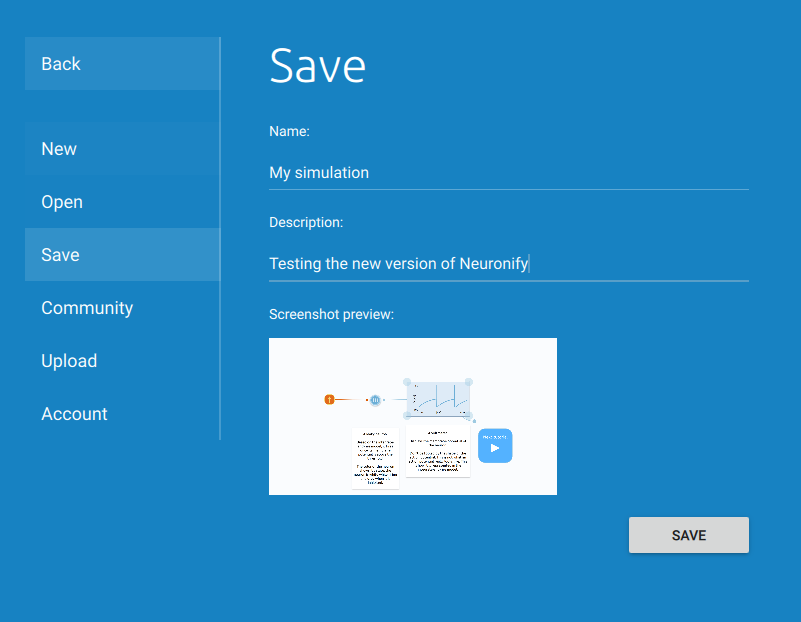 Back
New
Open
Save
Community
Upload
Account
Save
Name:
My simulation
Description:
Testing the new version of Neuronify
Screenshot preview:
SAVE